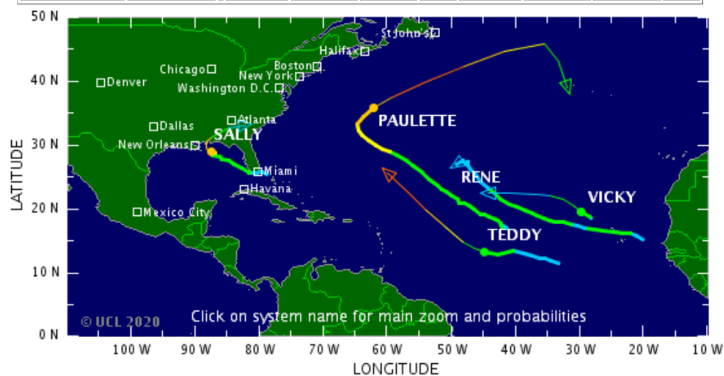 50 N
40 N
30 N
20 N
10 N
0 N
LATITUDE
St John's
Halifax
Boston
Chicago
New York
Denver
Washington D.C.
PAULETTE
Atlanta
Dallas
SALLY
New Orleans
RENE
Miami
Havana
VICKY
Mexico City
TEDDY
© UCL 2020
Click on system name for main zoom and probabilities
100 W 90 W 80 W 70 W 60 W 50 W 40 W 30 W 20 W 10 W
LONGITUDE